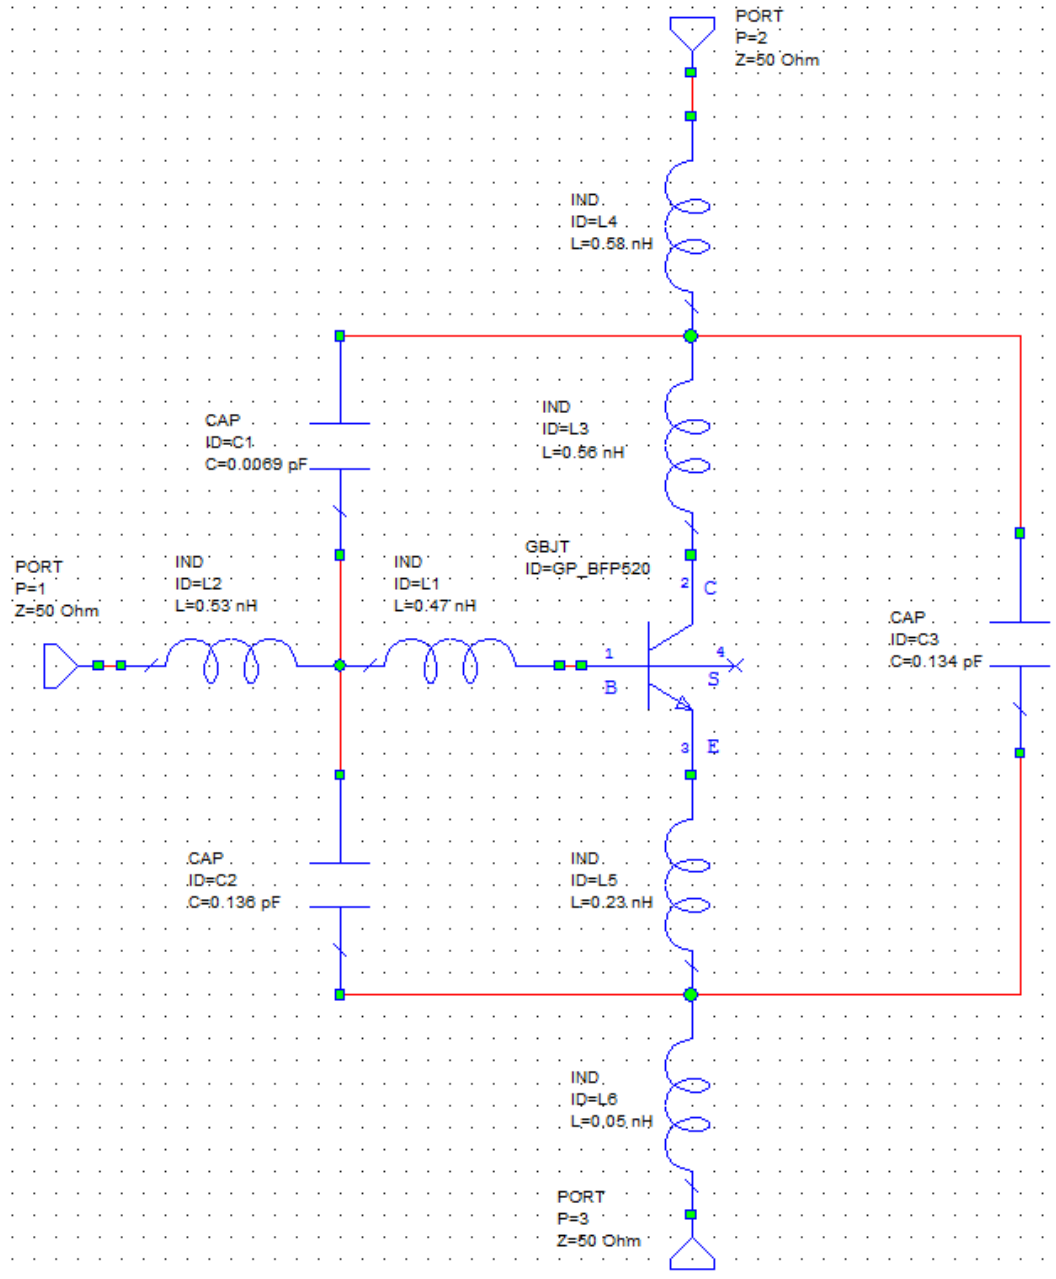 PORT
P=2
Z=50 Ohm
IND
ID=L4
L=0.58 nH
CAP
ID=C1
C=0.0069 pF
IND
ID=L3
L=0.56 nH
PORT
P=1
Z=50 Ohm
IND
ID=L2
L=0.53 nH
IND
ID=L1
L=0.47 nH
GBJT
ID=GP_BFP520
2 C
1
B
4
S
3 E
CAP
ID=C3
C=0.134 pF
CAP
ID=C2
C=0.136 pF
IND
ID=L5
L=0.23 nH
IND
ID=L6
L=0.05 nH
PORT
P=3
Z=50 Ohm